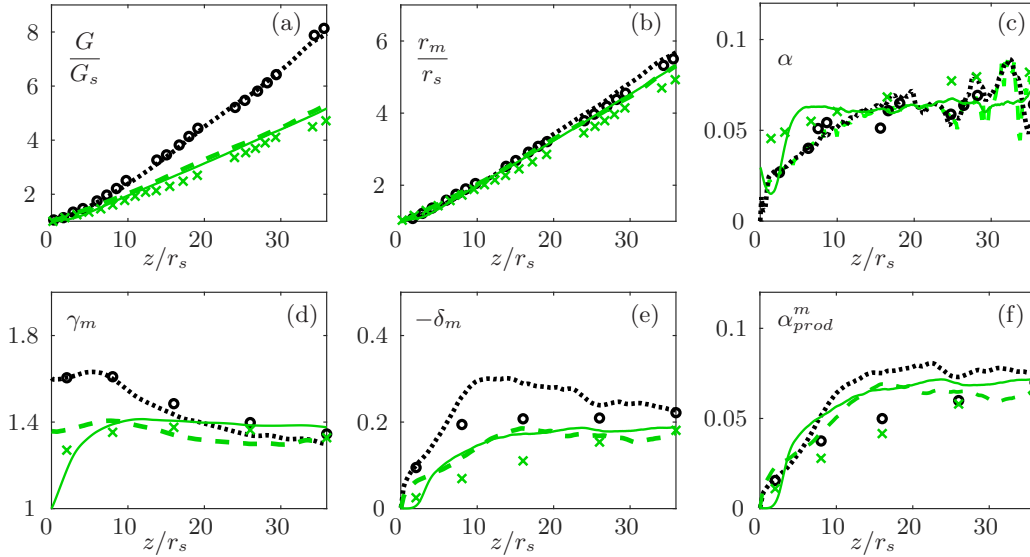 8
6
4
2
G
G_s
(a)
0 10 20 30
z/r_s
6
4
2
r_m
r_s
(b)
0 10 20 30
z/r_s
0.1
0.05
0
α
(c)
0 10 20 30
z/r_s
1.8
1.4
1
γ_m
(d)
0 10 20 30
z/r_s
0.4
0.2
0
−δ_m
(e)
0 10 20 30
z/r_s
0.1
0.05
0
α^m_{prod}
(f)
0 10 20 30
z/r_s